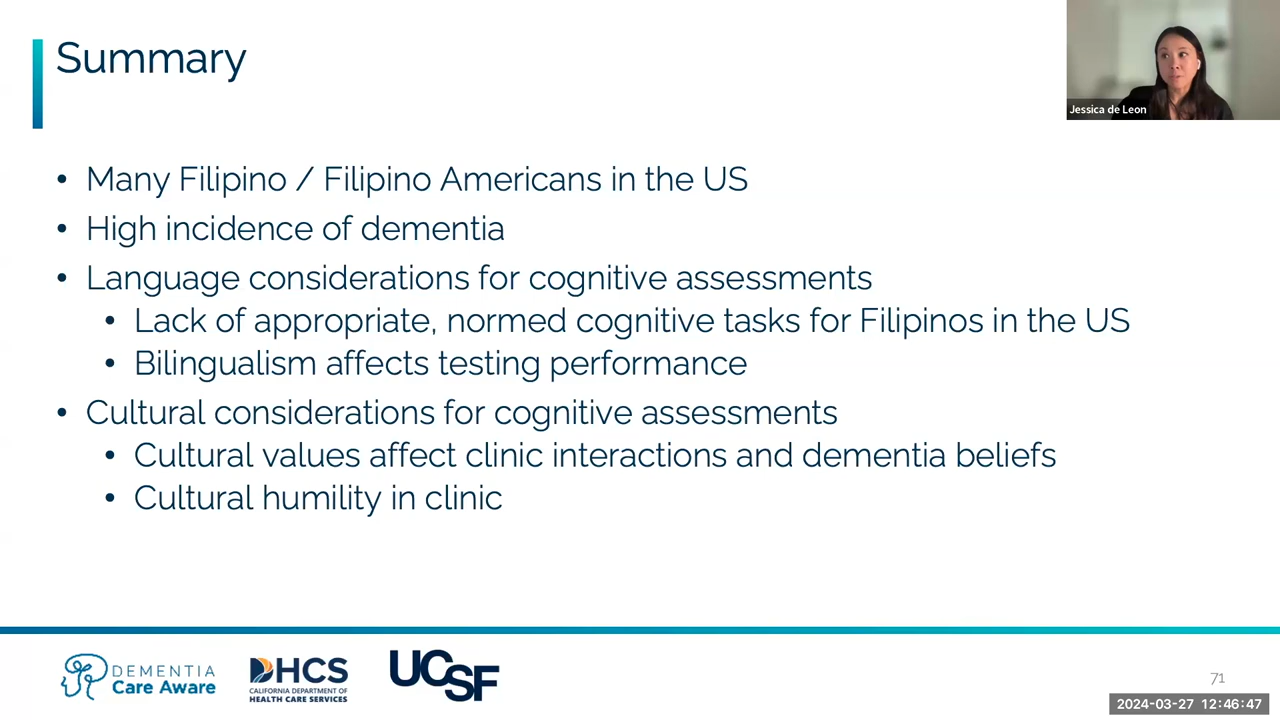 Summary
Jessica de Leon
• Many Filipino / Filipino Americans in the US
• High incidence of dementia
• Language considerations for cognitive assessments
• Lack of appropriate, normed cognitive tasks for Filipinos in the US
• Bilingualism affects testing performance
• Cultural considerations for cognitive assessments
• Cultural values affect clinic interactions and dementia beliefs
• Cultural humility in clinic
DEMENTIA
Care Aware
DHCS
CALIFORNIA DEPARTMENT OF
HEALTH CARE SERVICES
UCSF
71
2024-03-27 12:46:47